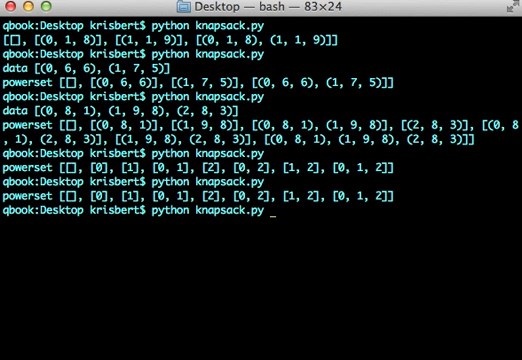 Desktop — bash — 83×24
qbook:Desktop krisbert$ python knapsack.py
[[], [(0, 1, 8)], [(1, 1, 9)], [(0, 1, 8), (1, 1, 9)]]
qbook:Desktop krisbert$ python knapsack.py
data [(0, 6, 6), (1, 7, 5)]
powerset [[], [(0, 6, 6)], [(1, 7, 5)], [(0, 6, 6), (1, 7, 5)]]
qbook:Desktop krisbert$ python knapsack.py
data [(0, 8, 1), (1, 9, 8), (2, 8, 3)]
powerset [[], [(0, 8, 1)], [(1, 9, 8)], [(0, 8, 1), (1, 9, 8)], [(2, 8, 3)], [(0, 8
, 1), (2, 8, 3)], [(1, 9, 8), (2, 8, 3)], [(0, 8, 1), (1, 9, 8), (2, 8, 3)]]
qbook:Desktop krisbert$ python knapsack.py
powerset [[], [0], [1], [0, 1], [2], [0, 2], [1, 2], [0, 1, 2]]
qbook:Desktop krisbert$ python knapsack.py
powerset [[], [0], [1], [0, 1], [2], [0, 2], [1, 2], [0, 1, 2]]
qbook:Desktop krisbert$ python knapsack.py _